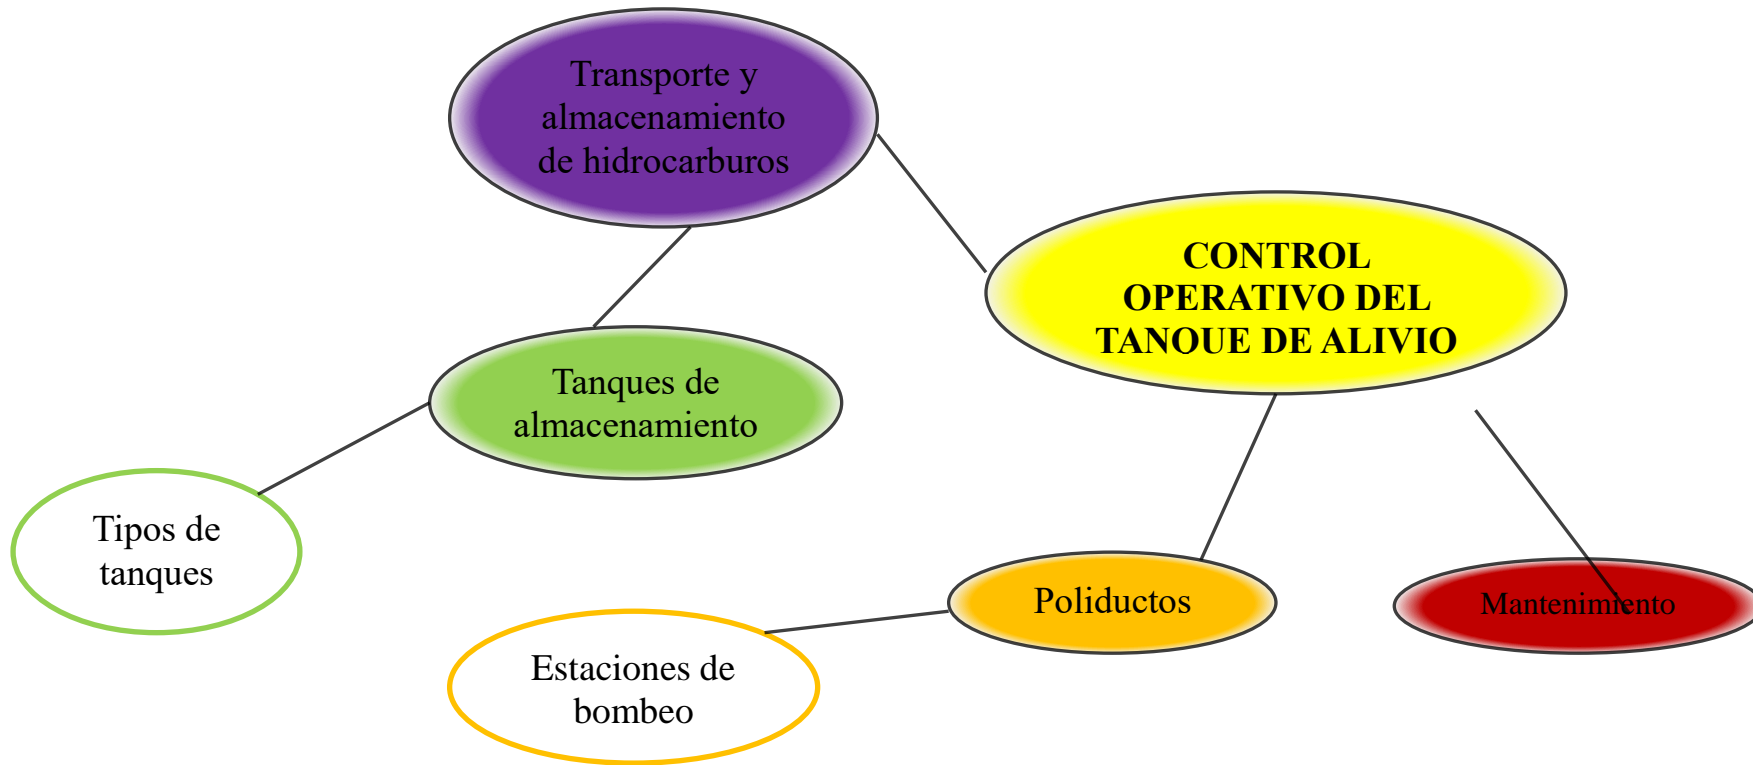 Transporte y
almacenamiento
de hidrocarburos
CONTROL
OPERATIVO DEL
TANQUE DE ALIVIO
Tanques de
almacenamiento
Tipos de
tanques
Poliductos
Mantenimiento
Estaciones de
bombeo